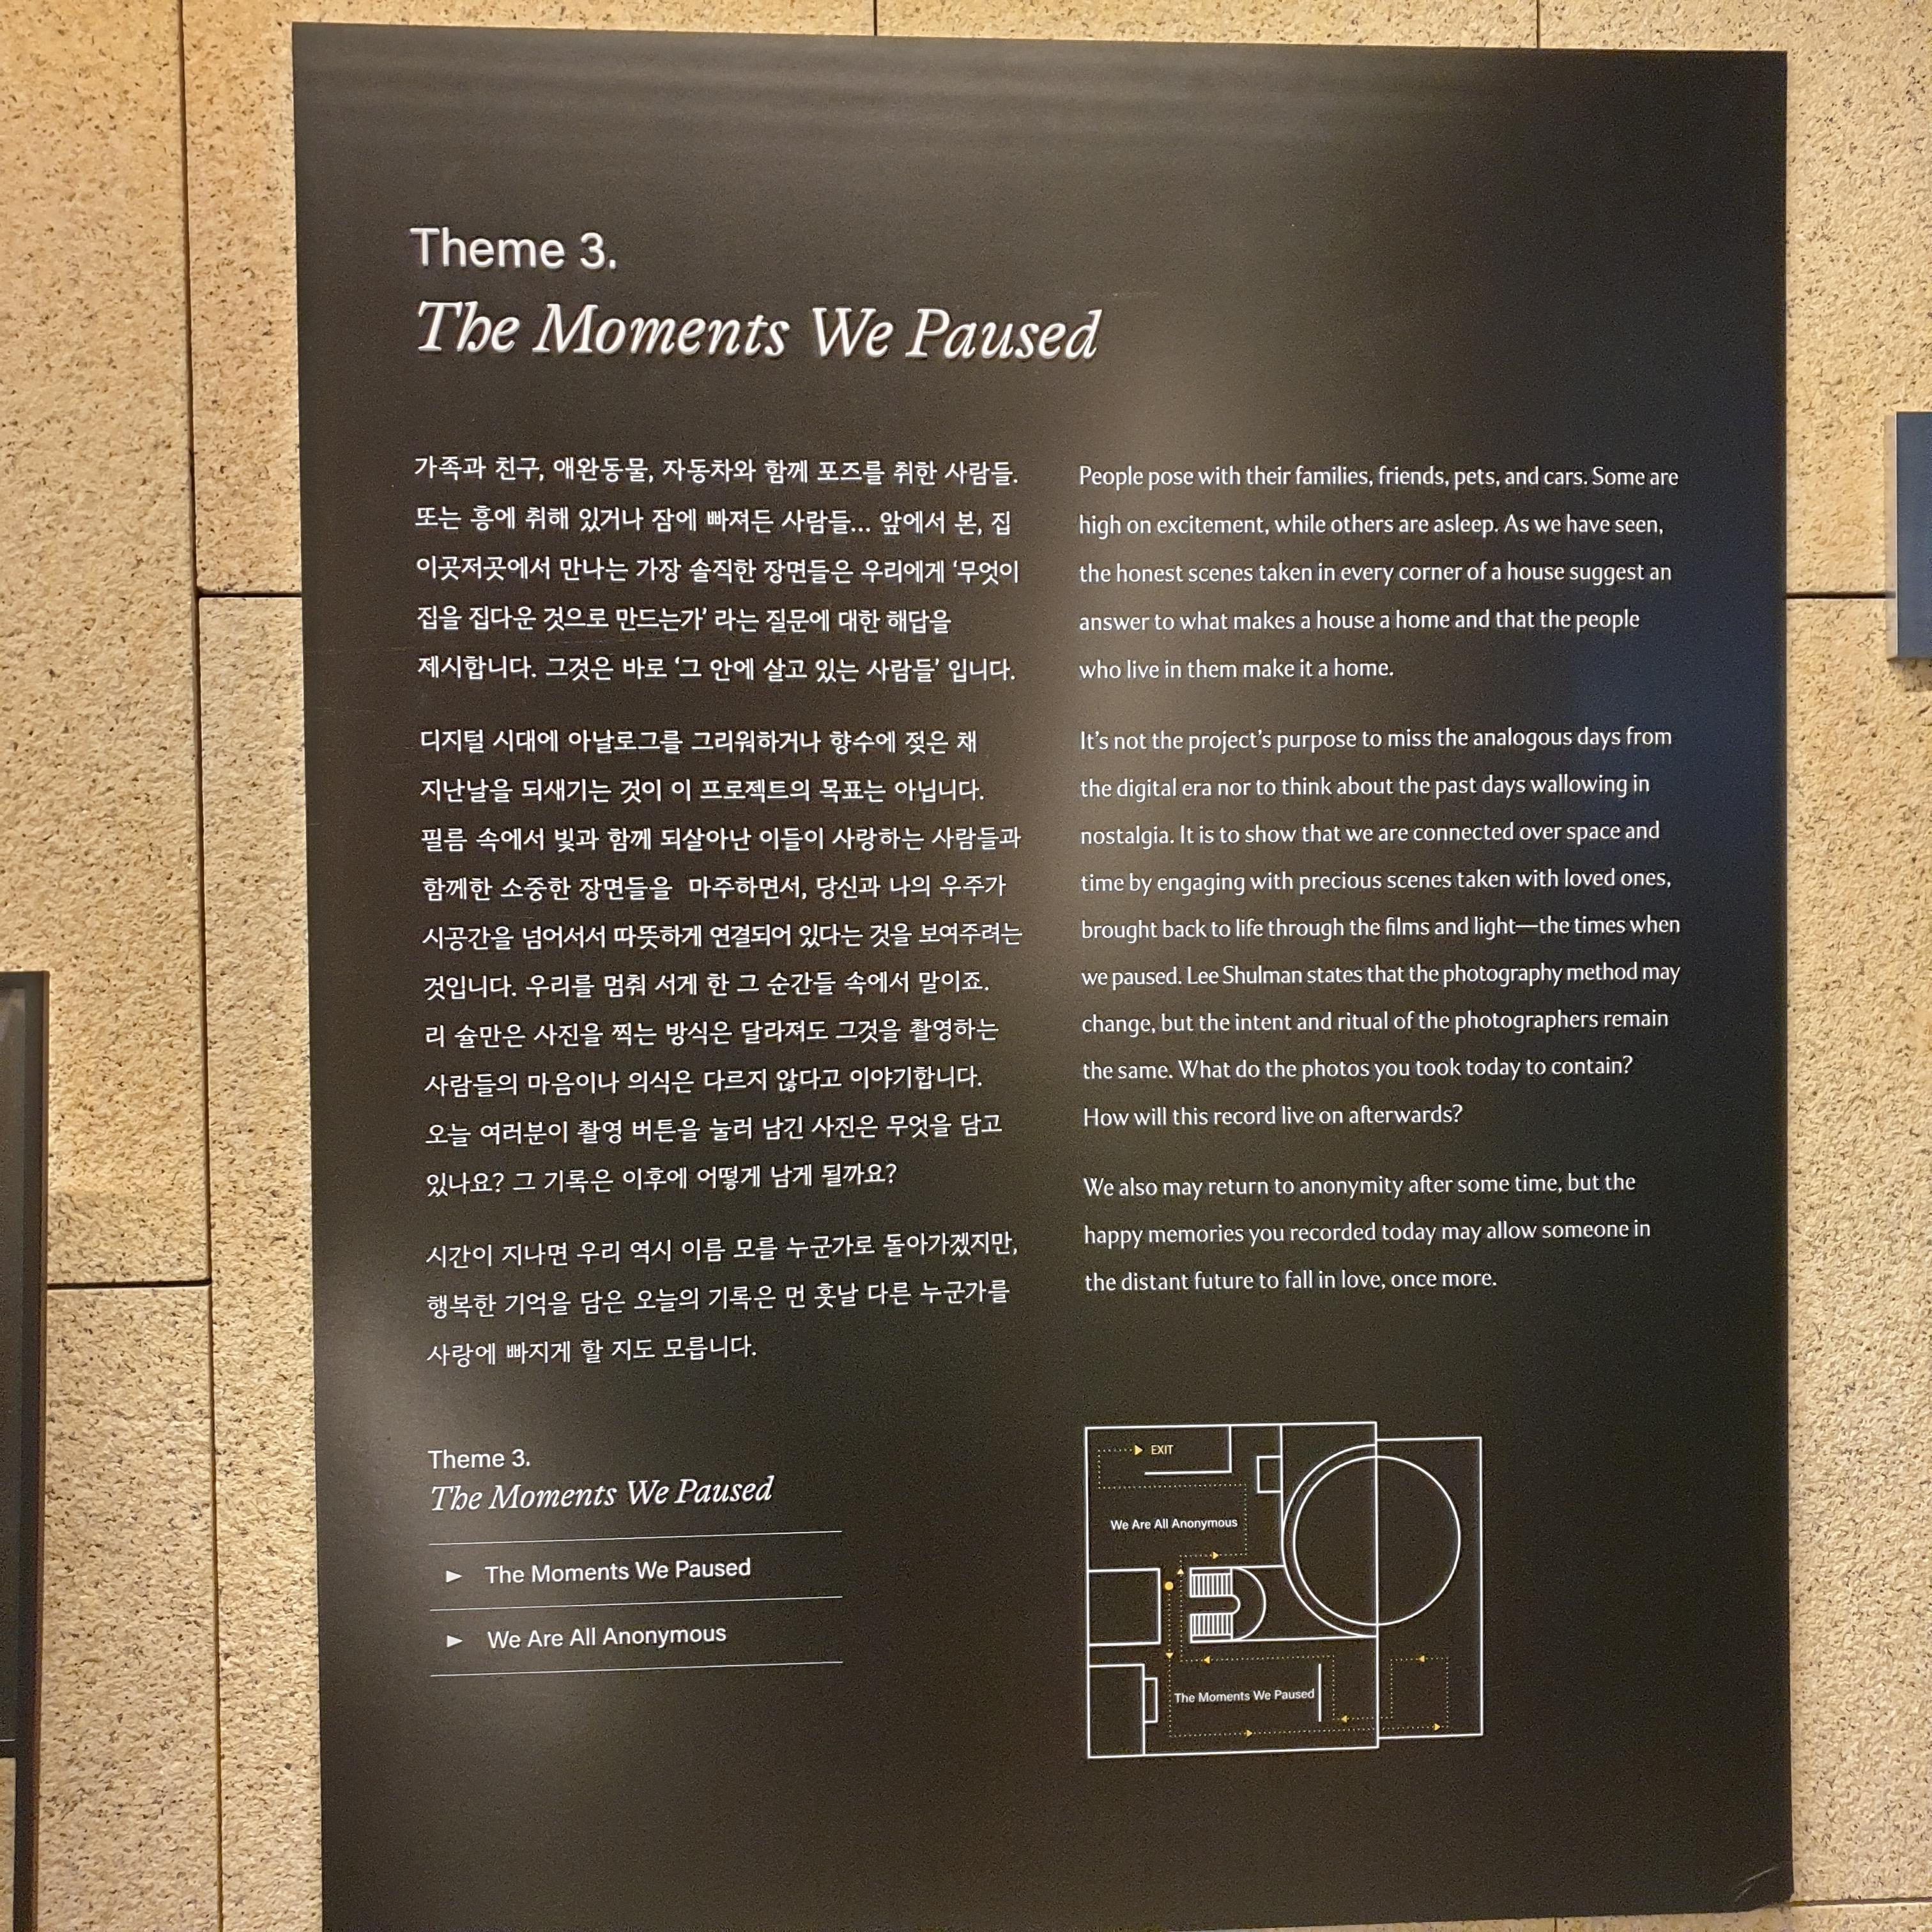 Theme 3.
The Moments We Paused
가족과 친구, 애완동물, 자동차와 함께 포즈를 취한 사람들.
또는 흥에 취해 있거나 잠에 빠져든 사람들... 앞에서 본, 집
이곳저곳에서 만나는 가장 솔직한 장면들은 우리에게 ‘무엇이
집을 집다운 것으로 만드는가’ 라는 질문에 대한 해답을
제시합니다. 그것은 바로 ‘그 안에 살고 있는 사람들’ 입니다.
디지털 시대에 아날로그를 그리워하거나 향수에 젖은 채
지난날을 되새기는 것이 이 프로젝트의 목표는 아닙니다.
필름 속에서 빛과 함께 되살아난 이들이 사랑하는 사람들과
함께한 소중한 장면들을 마주하면서, 당신과 나의 우주가
시공간을 넘어서서 따뜻하게 연결되어 있다는 것을 보여주려는
것입니다. 우리를 멈춰 서게 한 그 순간들 속에서 말이죠.
리 슐만은 사진을 찍는 방식은 달라져도 그것을 촬영하는
사람들의 마음이나 의식은 다르지 않다고 이야기합니다.
오늘 여러분이 촬영 버튼을 눌러 남긴 사진은 무엇을 담고
있나요? 그 기록은 이후에 어떻게 남게 될까요?
시간이 지나면 우리 역시 이름 모를 누군가로 돌아가겠지만,
행복한 기억을 담은 오늘의 기록은 먼 훗날 다른 누군가를
사랑에 빠지게 할 지도 모릅니다.
People pose with their families, friends, pets, and cars. Some are
high on excitement, while others are asleep. As we have seen,
the honest scenes taken in every corner of a house suggest an
answer to what makes a house a home and that the people
who live in them make it a home.
It’s not the project’s purpose to miss the analogous days from
the digital era nor to think about the past days wallowing in
nostalgia. It is to show that we are connected over space and
time by engaging with precious scenes taken with loved ones,
brought back to life through the films and light—the times when
we paused. Lee Shulman states that the photography method may
change, but the intent and ritual of the photographers remain
the same. What do the photos you took today to contain?
How will this record live on afterwards?
We also may return to anonymity after some time, but the
happy memories you recorded today may allow someone in
the distant future to fall in love, once more.
Theme 3.
The Moments We Paused
► The Moments We Paused
► We Are All Anonymous
EXIT
We Are All Anonymous
The Moments We Paused